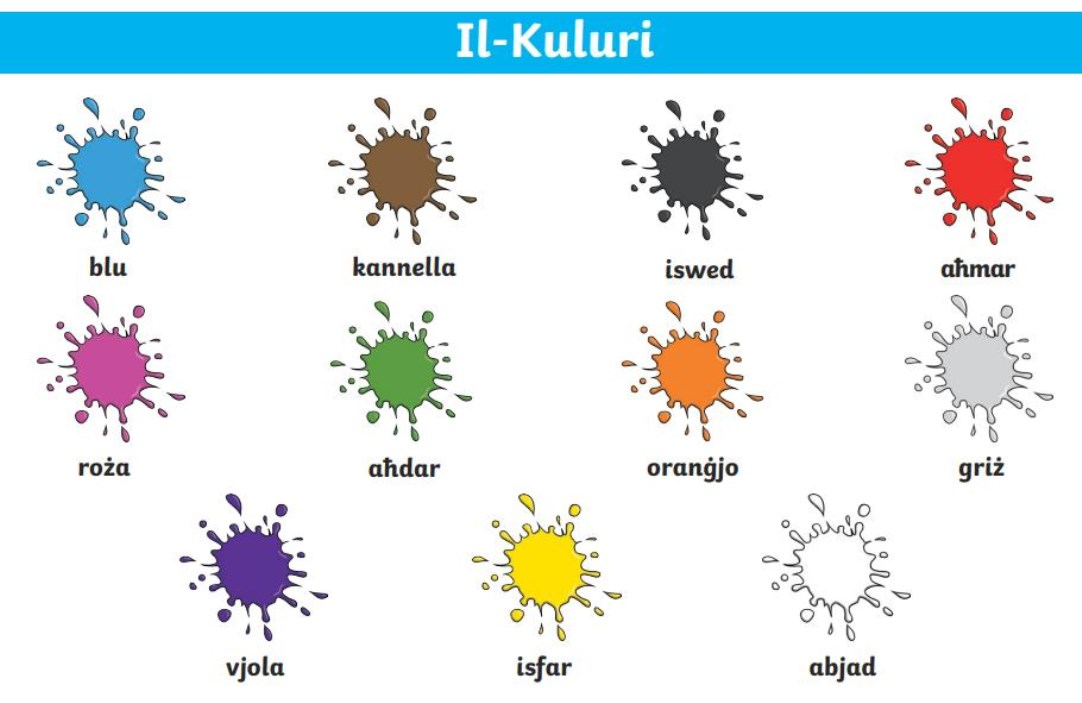 Il-Kuluri
blu kannella iswed aħmar
roża aħdar oranġjo griż
vjola isfar abjad